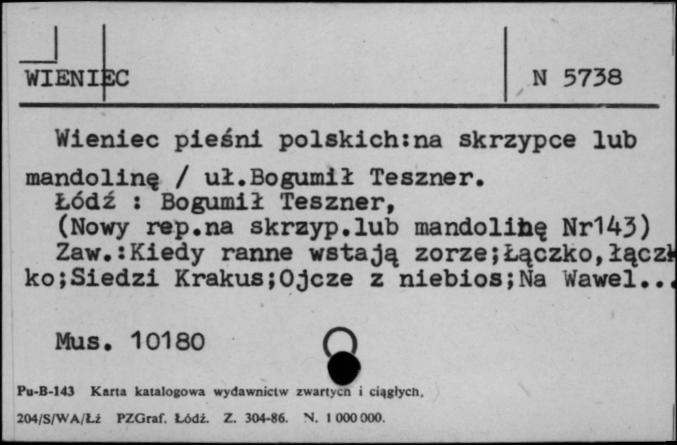 WIENIEC N 5738
Wieniec pieśni polskich:na skrzypce lub
mandolinę / uł.Bogumił Teszner.
Łódź : Bogumił Teszner,
(Nowy rep.na skrzyp.lub mandolinę Nr143)
Zaw.:Kiedy ranne wstają zorze;Łączko,łącz
ko;Siedzi Krakus;Ojcze z niebios;Na Wawel...
Mus. 10180
Pu-B-143 Karta katalogowa wydawnictw zwartych i ciągłych,
204/S/WA/Łż PZGraf. Łódź. Z. 304-86. N. 1 000 000.